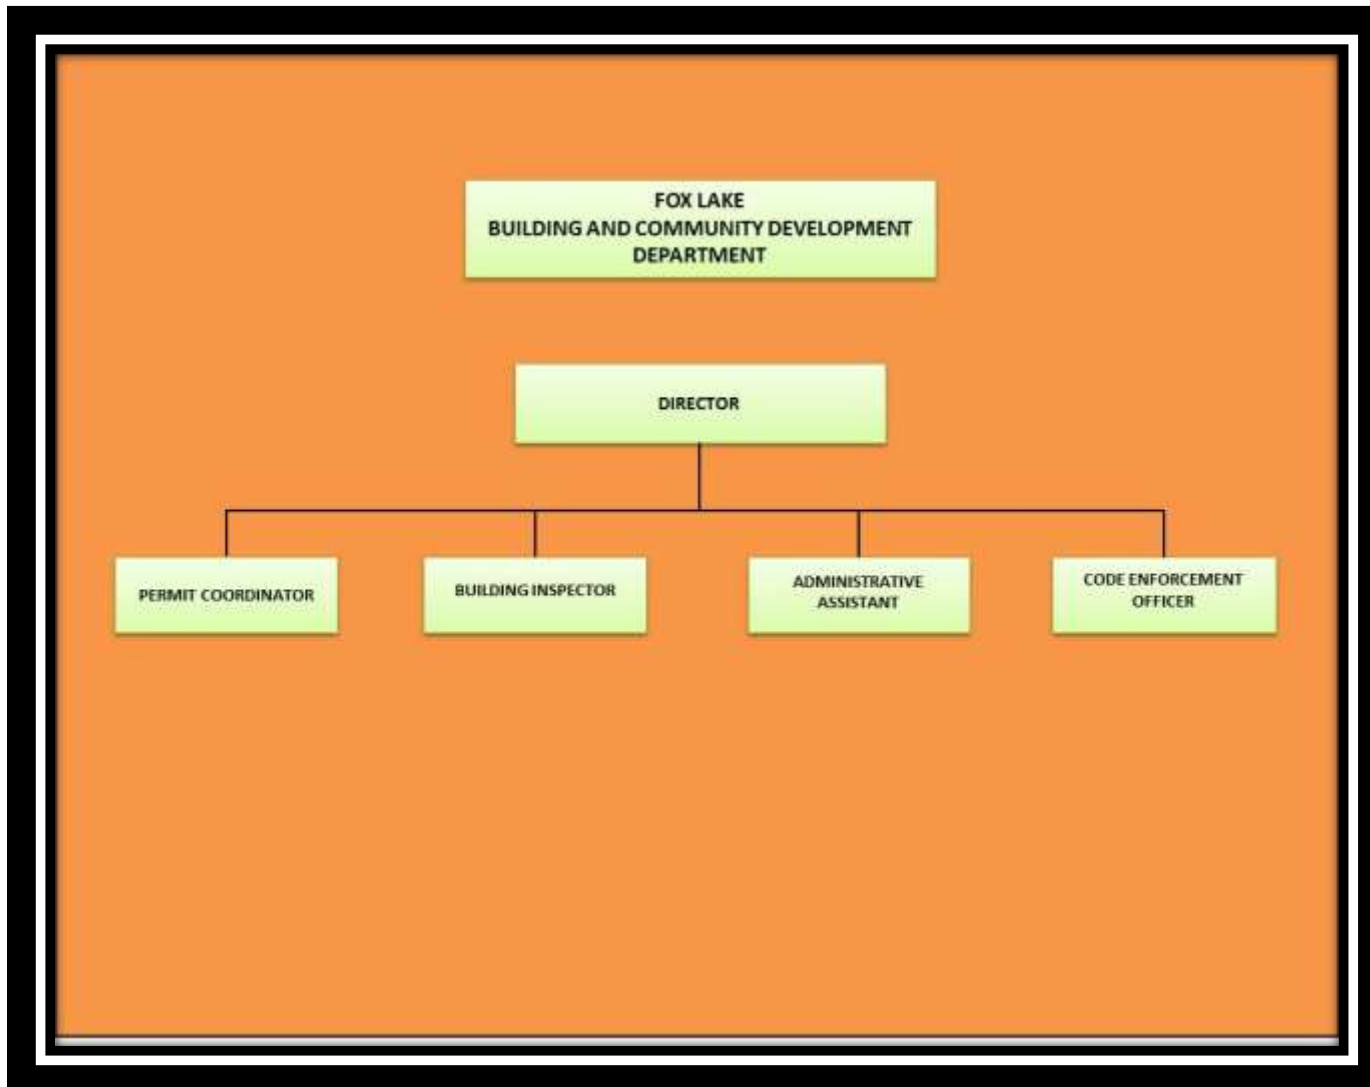 FOX LAKE
BUILDING AND COMMUNITY DEVELOPMENT
DEPARTMENT
DIRECTOR
PERMIT COORDINATOR
BUILDING INSPECTOR
ADMINISTRATIVE
ASSISTANT
CODE ENFORCEMENT
OFFICER